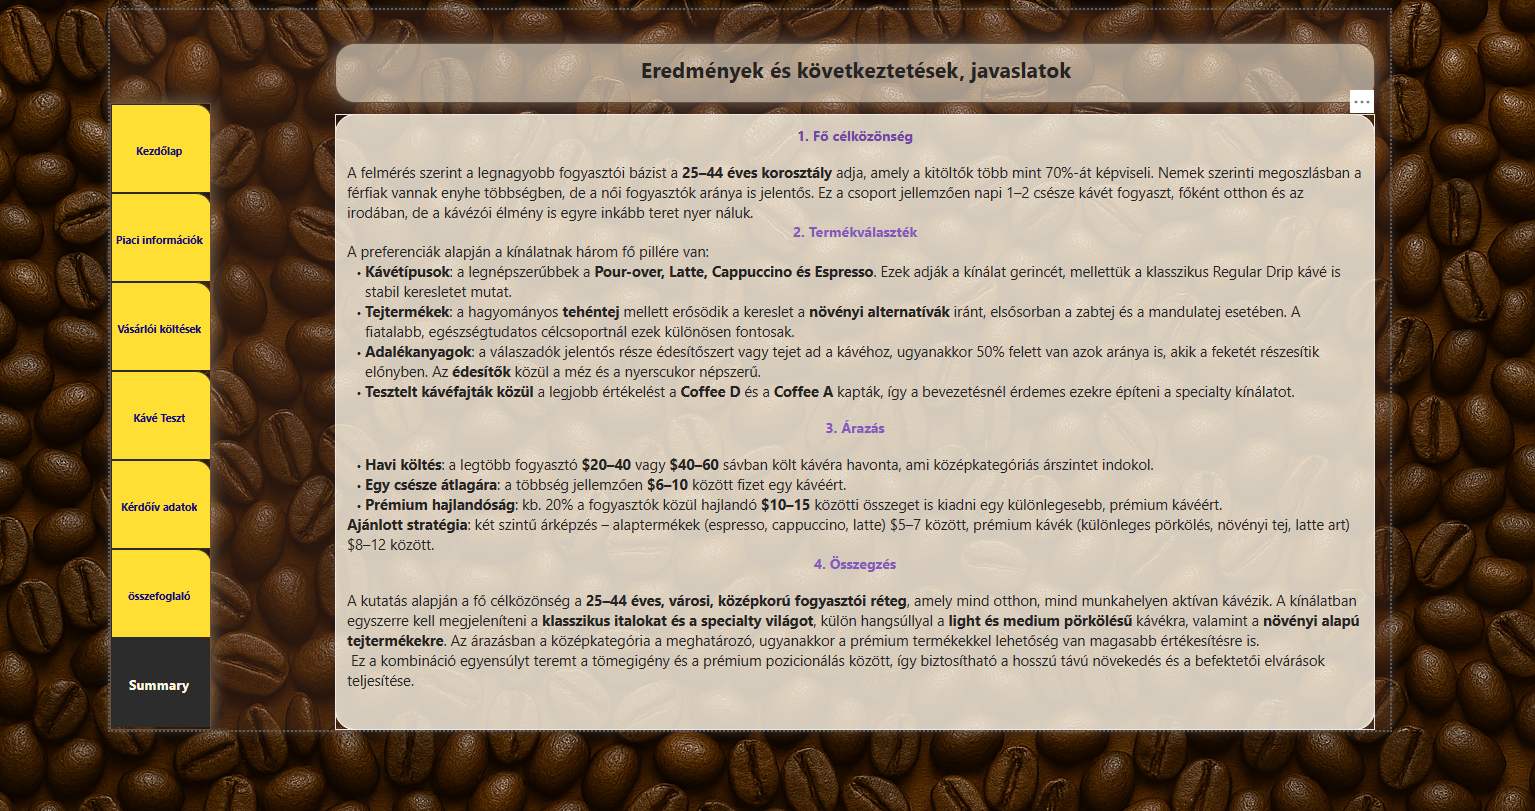 Eredmények és következtetések, javaslatok
Kezdőlap
Piaci információk
Vásárlói költések
Kávé Teszt
Kérdőív adatok
összefoglaló
Summary
1. Fő célközönség
A felmérés szerint a legnagyobb fogyasztói bázist a 25–44 éves korosztály adja, amely a kitöltők több mint 70%-át képviseli. Nemek szerinti megoszlásban a
férfiak vannak enyhe többségben, de a női fogyasztók aránya is jelentős. Ez a csoport jellemzően napi 1–2 csésze kávét fogyaszt, főként otthon és az
irodában, de a kávézói élmény is egyre inkább teret nyer náluk.
2. Termékválaszték
A preferenciák alapján a kínálatnak három fő pillére van:
• Kávétípusok: a legnépszerűbbek a Pour-over, Latte, Cappuccino és Espresso. Ezek adják a kínálat gerincét, mellettük a klasszikus Regular Drip kávé is
stabil keresletet mutat.
• Tejtermékek: a hagyományos tehéntej mellett erősödik a kereslet a növényi alternatívák iránt, elsősorban a zabtej és a mandulatej esetében. A
fiatalabb, egészségtudatos célcsoportnál ezek különösen fontosak.
• Adalékanyagok: a válaszadók jelentős része édesítőszert vagy tejet ad a kávéhoz, ugyanakkor 50% felett van azok aránya is, akik a feketét részesítik
előnyben. Az édesítők közül a méz és a nyerscukor népszerű.
• Tesztelt kávéfajták közül a legjobb értékelést a Coffee D és a Coffee A kapták, így a bevezetésnél érdemes ezekre építeni a specialty kínálatot.
3. Árazás
• Havi költés: a legtöbb fogyasztó $20–40 vagy $40–60 sávban költ kávéra havonta, ami középkategóriás árszintet indokol.
• Egy csésze átlagára: a többség jellemzően $6–10 között fizet egy kávéért.
• Prémium hajlandóság: kb. 20% a fogyasztók közül hajlandó $10–15 közötti összeget is kiadni egy különlegesebb, prémium kávéért.
Ajánlott stratégia: két szintű árképzés – alaptermékek (espresso, cappuccino, latte) $5–7 között, prémium kávék (különleges pörkölés, növényi tej, latte art)
$8–12 között.
4. Összegzés
A kutatás alapján a fő célközönség a 25–44 éves, városi, középkorú fogyasztói réteg, amely mind otthon, mind munkahelyen aktívan kávézik. A kínálatban
egyszerre kell megjeleníteni a klasszikus italokat és a specialty világot, külön hangsúllyal a light és medium pörkölésű kávékra, valamint a növényi alapú
tejtermékekre. Az árazásban a középkategória a meghatározó, ugyanakkor a prémium termékekkel lehetőség van magasabb értékesítésre is.
Ez a kombináció egyensúlyt teremt a tömegigény és a prémium pozicionálás között, így biztosítható a hosszú távú növekedés és a befektetői elvárások
teljesítése.